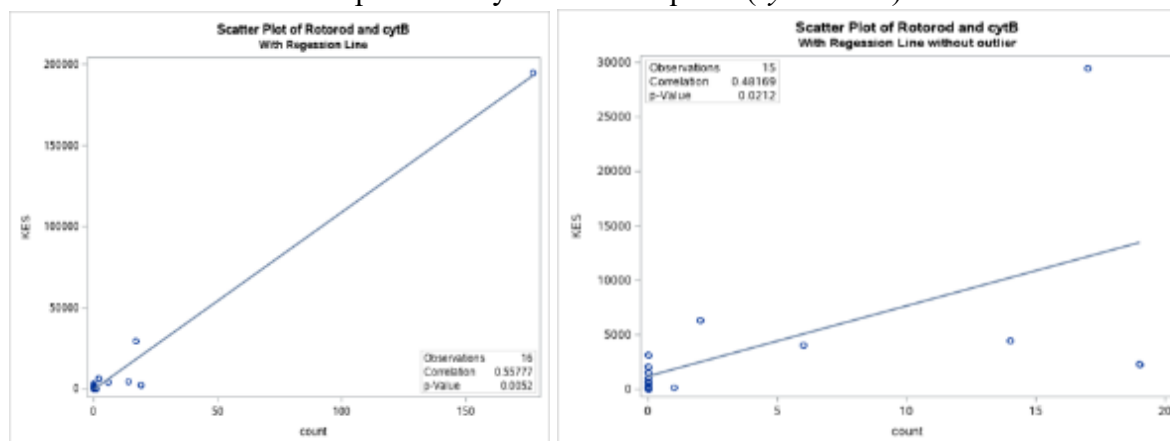 Scatter Plot of Rotorod and cytB
With Regession Line
200000
150000
100000
50000
0
KES
0
50
100
150
count
Observations 16
Correlation 0.55777
p-Value 0.0052
Scatter Plot of Rotorod and cytB
With Regression Line without outlier
Observations 15
Correlation 0.48169
p-Value 0.0212
30000
25000
20000
15000
10000
5000
0
KES
0
5
10
15
20
count